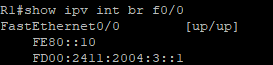 R1#show ipv int br f0/0
FastEthernet0/0 [up/up]
FE80::10
FD00:2411:2004:3::1